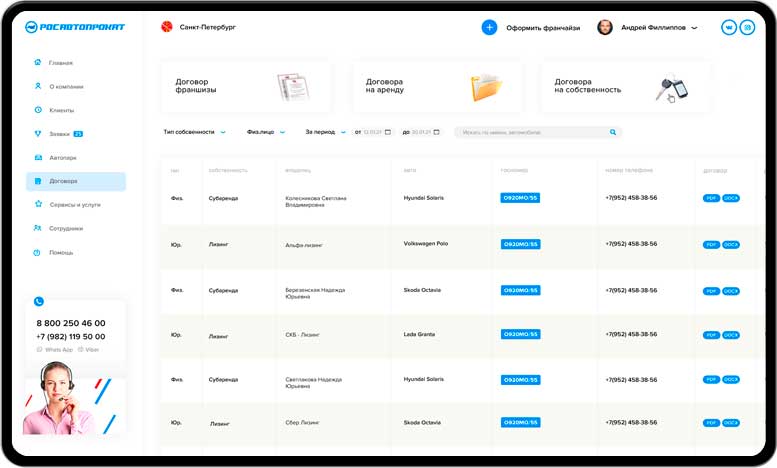 РОСАВТОПРОКАТ
Санкт-Петербург
Оформить франчайзи
Андрей Филлиппов
Главная
О компании
Клиенты
Заявки 25
Автопарк
Договора
Сервисы и услуги
Сотрудники
Помощь
8 800 250 46 00
+7 (982) 119 50 00
Whats App Viber
Договор
франшизы
Договора
на аренду
Договора
на собственность
Тип собсвенности Физ.лицо За период от 12.01.21 до 20.01.21 Искать по имени, автомобилю
тип собственность владелец авто госномер номер телефона договор
Физ. Субаренда Колесникова Светлана Hyundai Solaris О920МО/55 +7(952) 458-38-56 PDF DOCX
Владимировна
Юр. Лизинг Альфа-лизинг Volkswagen Polo О920МО/55 +7(952) 458-38-56 PDF DOCX
Физ. Субаренда Березенская Надежда Skoda Octavia О920МО/55 +7(952) 458-38-56 PDF DOCX
Юрьевна
Юр. Лизинг СКБ - Лизинг Lada Granta О920МО/55 +7(952) 458-38-56 PDF DOCX
Физ. Субаренда Светлакова Надежда Hyundai Solaris О920МО/55 +7(952) 458-38-56 PDF DOCX
Юрьевна
Юр. Лизинг Сбер Лизинг Skoda Octavia О920МО/55 +7(952) 458-38-56 PDF DOCX